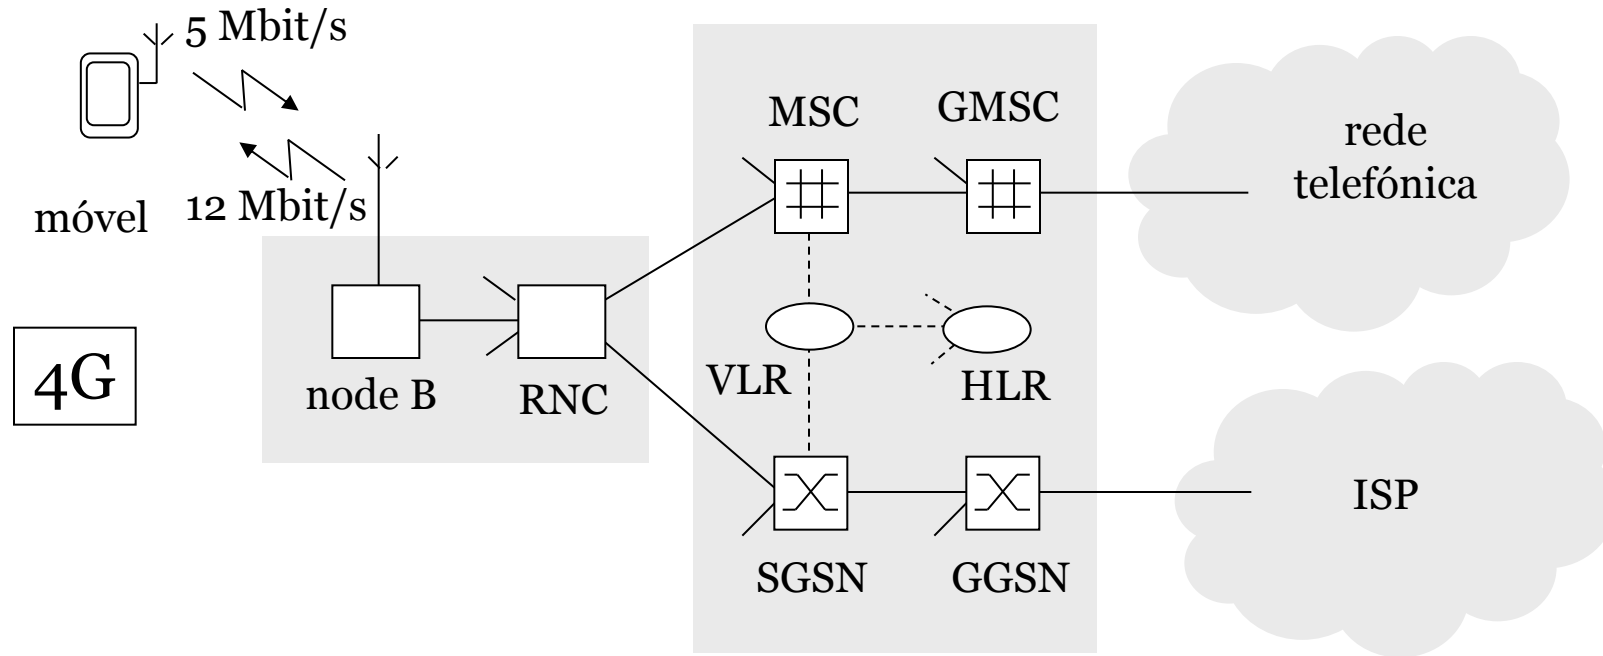 5 Mbit/s
móvel
12 Mbit/s
4G
node B
RNC
MSC
GMSC
VLR
HLR
SGSN
GGSN
rede
telefónica
ISP